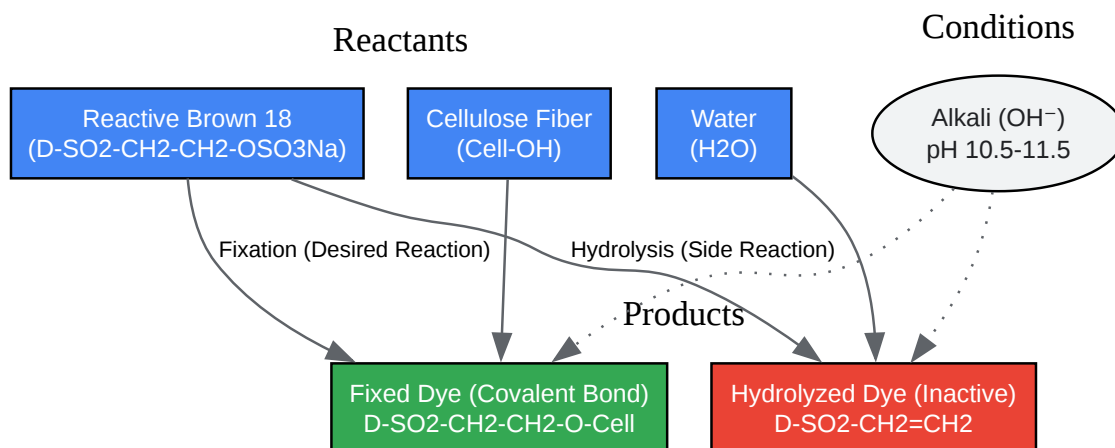 Reactants
Conditions
Reactive Brown 18
(D-SO2-CH2-CH2-OSO3Na)
Cellulose Fiber
(Cell-OH)
Water
(H2O)
Alkali (OH⁻)
pH 10.5-11.5
Fixation (Desired Reaction)
Hydrolysis (Side Reaction)
Products
Fixed Dye (Covalent Bond)
D-SO2-CH2-CH2-O-Cell
Hydrolyzed Dye (Inactive)
D-SO2-CH2=CH2